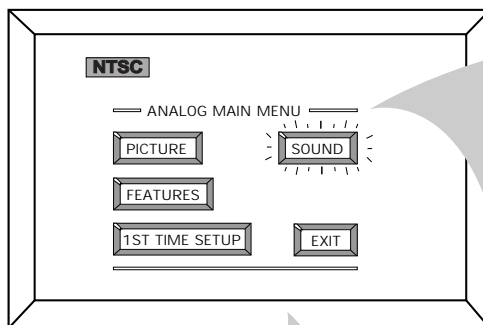 NTSC
ANALOG MAIN MENU
PICTURE SOUND
FEATURES
1ST TIME SETUP EXIT